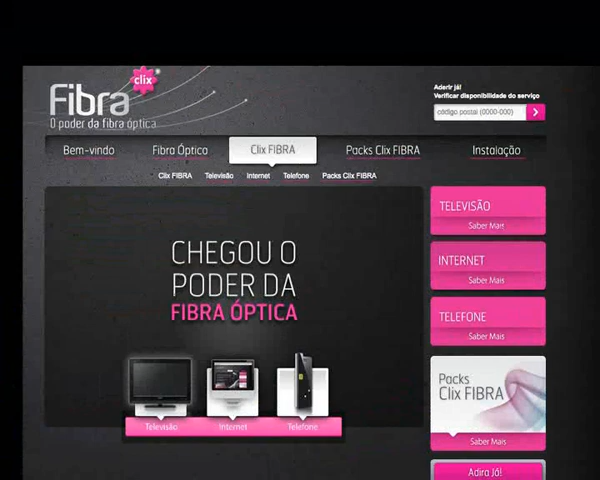 Fibra
clix
O poder da fibra óptica
Aderir já!
Verificar disponibilidade do serviço
código postal (0000-000)
Bem-vindo
Fibra Óptica
Clix FIBRA
Packs Clix FIBRA
Instalação
Clix FIBRA
Televisão
Internet
Telefone
Packs Clix FIBRA
CHEGOU O
PODER DA
FIBRA ÓPTICA
Televisão
Internet
Telefone
TELEVISÃO
Saber Mais
INTERNET
Saber Mais
TELEFONE
Saber Mais
Packs
Clix FIBRA
Saber Mais
Adira Já!